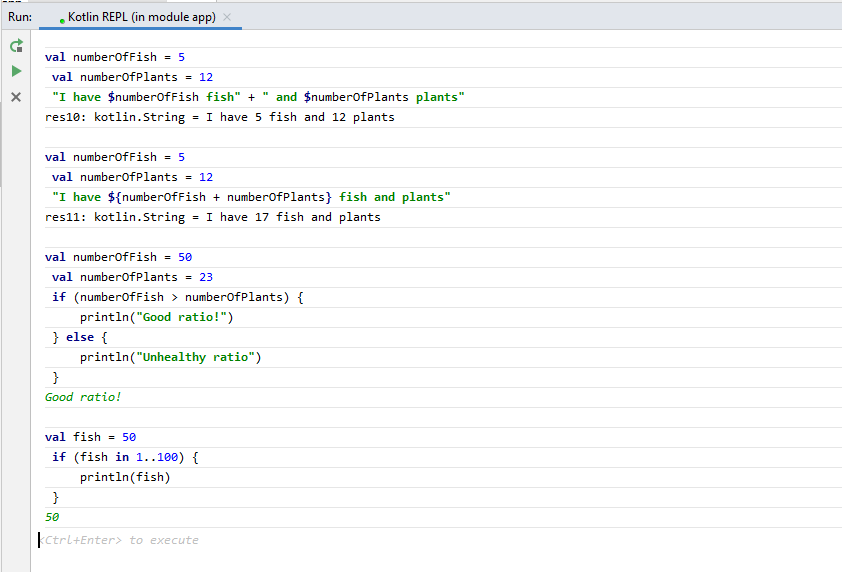 Run: Kotlin REPL (in module app)
val numberOfFish = 5
val numberOfPlants = 12
"I have $numberOfFish fish" + " and $numberOfPlants plants"
res10: kotlin.String = I have 5 fish and 12 plants
val numberOfFish = 5
val numberOfPlants = 12
"I have ${numberOfFish + numberOfPlants} fish and plants"
res11: kotlin.String = I have 17 fish and plants
val numberOfFish = 50
val numberOfPlants = 23
if (numberOfFish > numberOfPlants) {
println("Good ratio!")
} else {
println("Unhealthy ratio")
}
Good ratio!
val fish = 50
if (fish in 1..100) {
println(fish)
}
50
<Ctrl+Enter> to execute